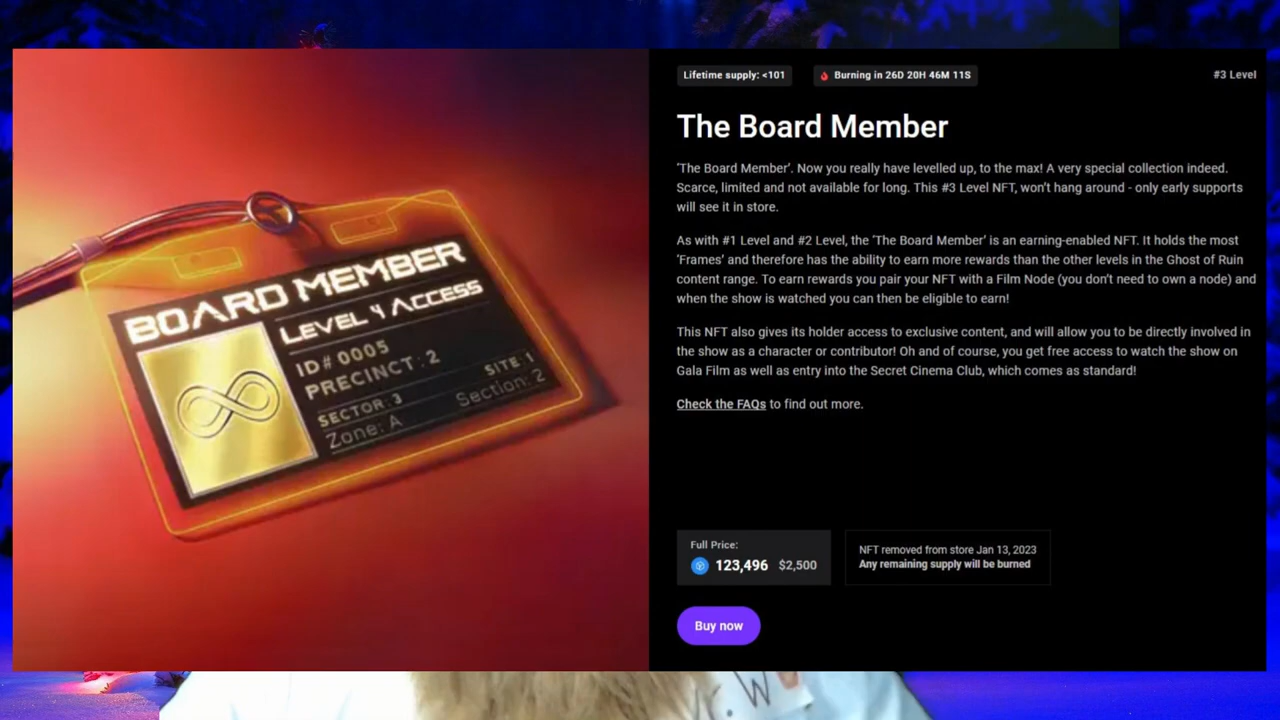 Lifetime supply: <101
Burning in 26D 20H 46M 11S
#3 Level
The Board Member
'The Board Member'. Now you really have levelled up, to the max! A very special collection indeed.
Scarce, limited and not available for long. This #3 Level NFT, won't hang around - only early supports
will see it in store.
As with #1 Level and #2 Level, the 'The Board Member' is an earning-enabled NFT. It holds the most
'Frames' and therefore has the ability to earn more rewards than the other levels in the Ghost of Ruin
content range. To earn rewards you pair your NFT with a Film Node (you don't need to own a node) and
when the show is watched you can then be eligible to earn!
This NFT also gives its holder access to exclusive content, and will allow you to be directly involved in
the show as a character or contributor! Oh and of course, you get free access to watch the show on
Gala Film as well as entry into the Secret Cinema Club, which comes as standard!
Check the FAQs to find out more.
Full Price:
123,496 $2,500
NFT removed from store Jan 13, 2023
Any remaining supply will be burned
Buy now
BOARD MEMBER
LEVEL 4 ACCESS
ID# 0005
PRECINCT: 2
SECTOR: 3 SITE: 1
Zone: A Section: 2